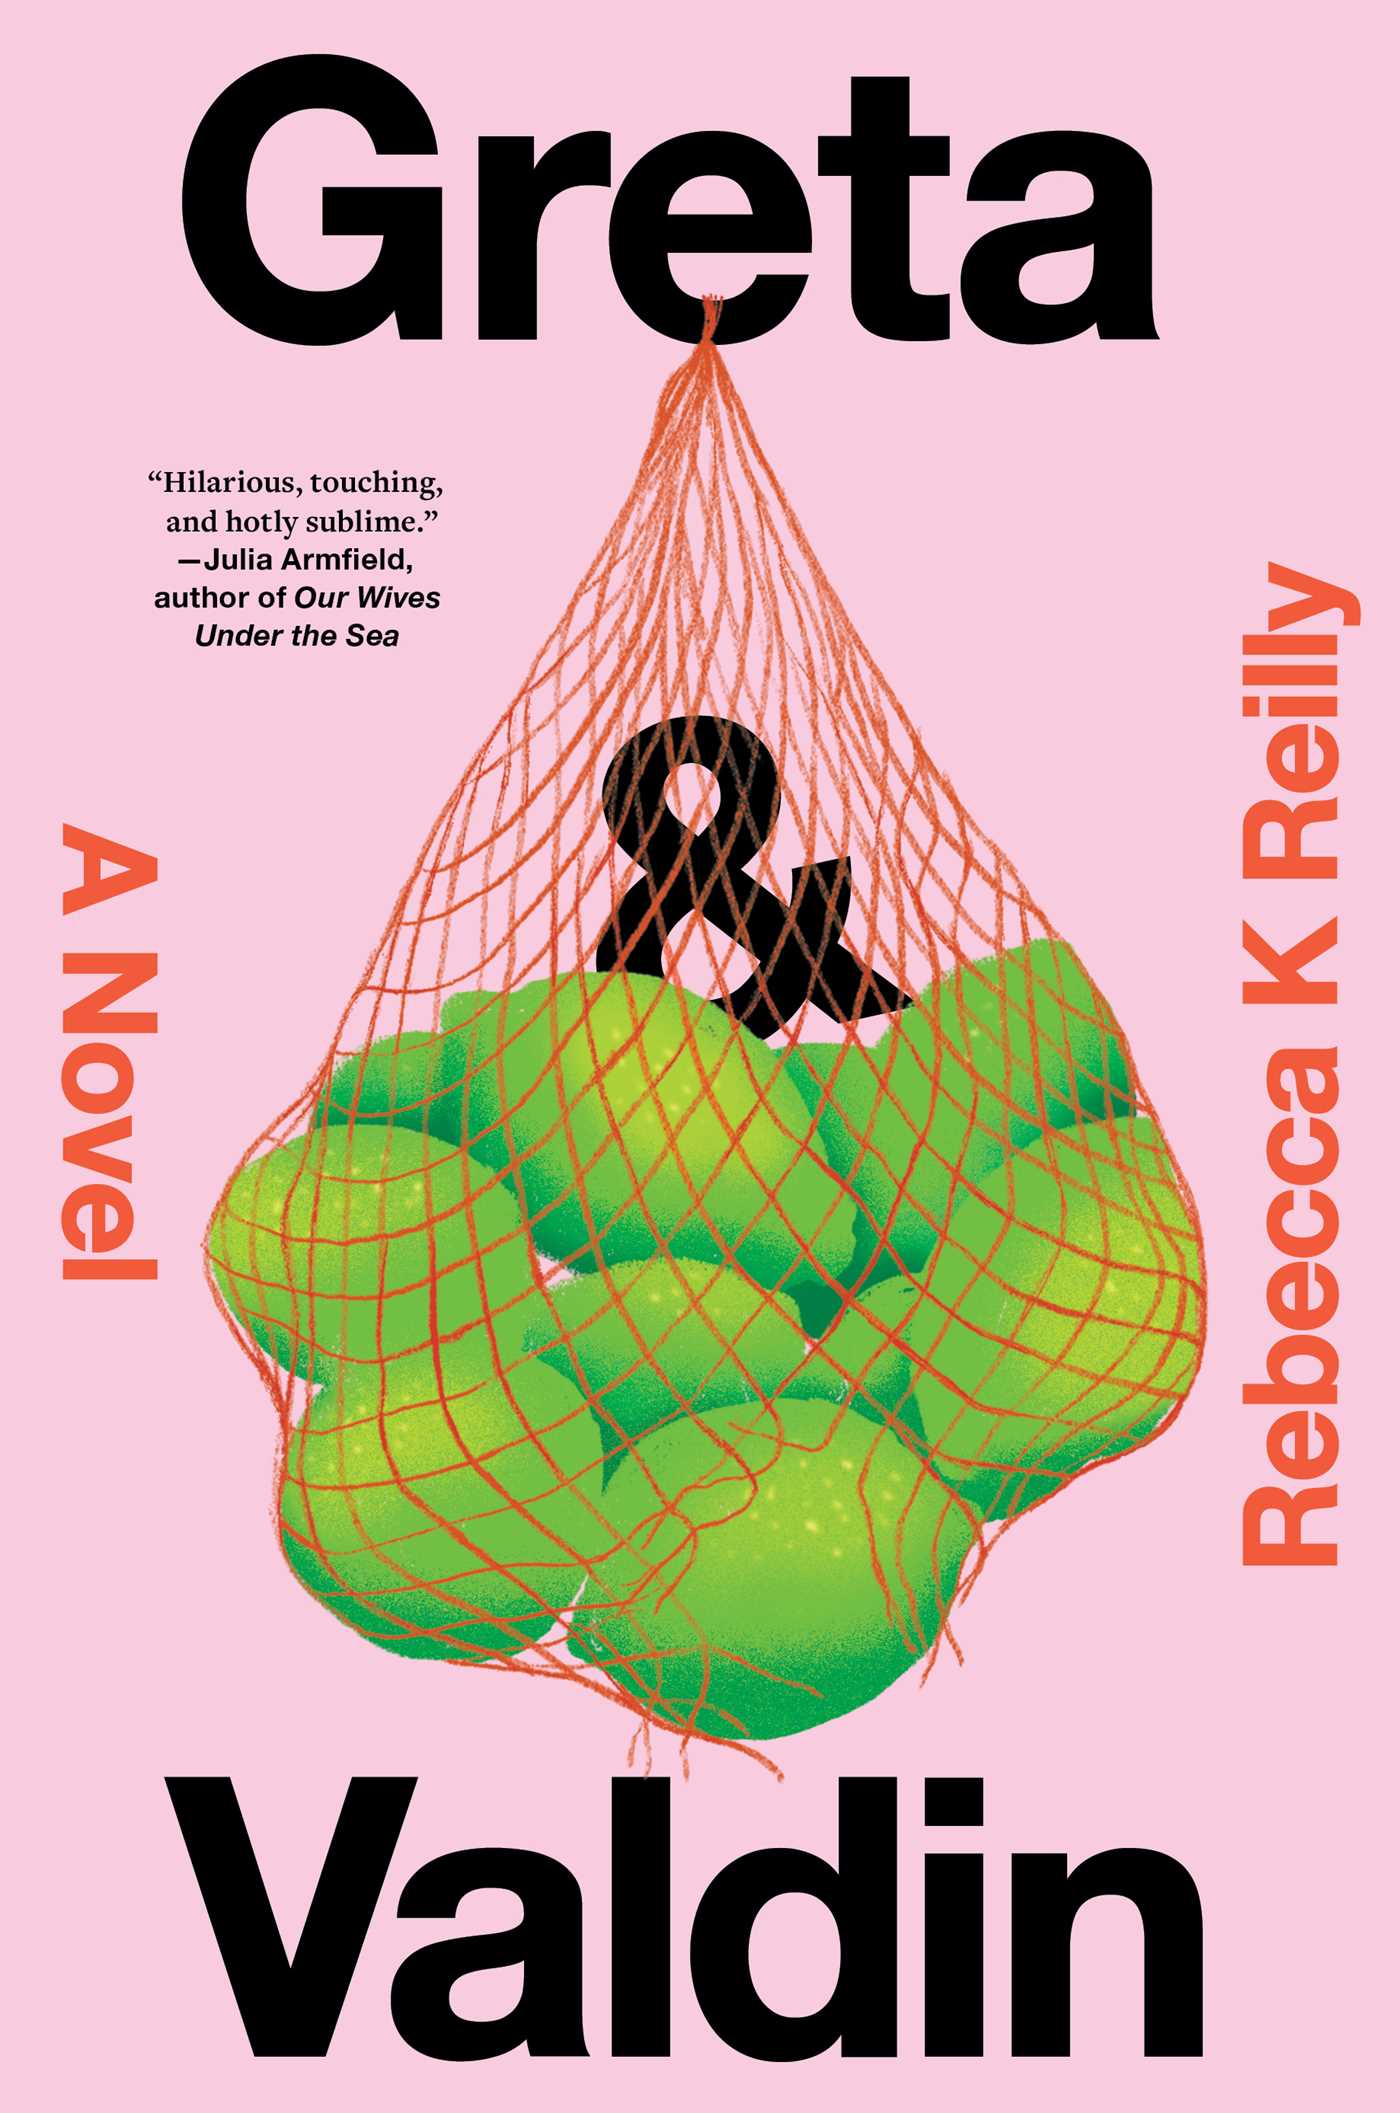 Greta
“Hilarious, touching,
and hotly sublime.”
—Julia Armfield,
author of Our Wives
Under the Sea
&
A Novel
Rebecca K Reilly
Valdin